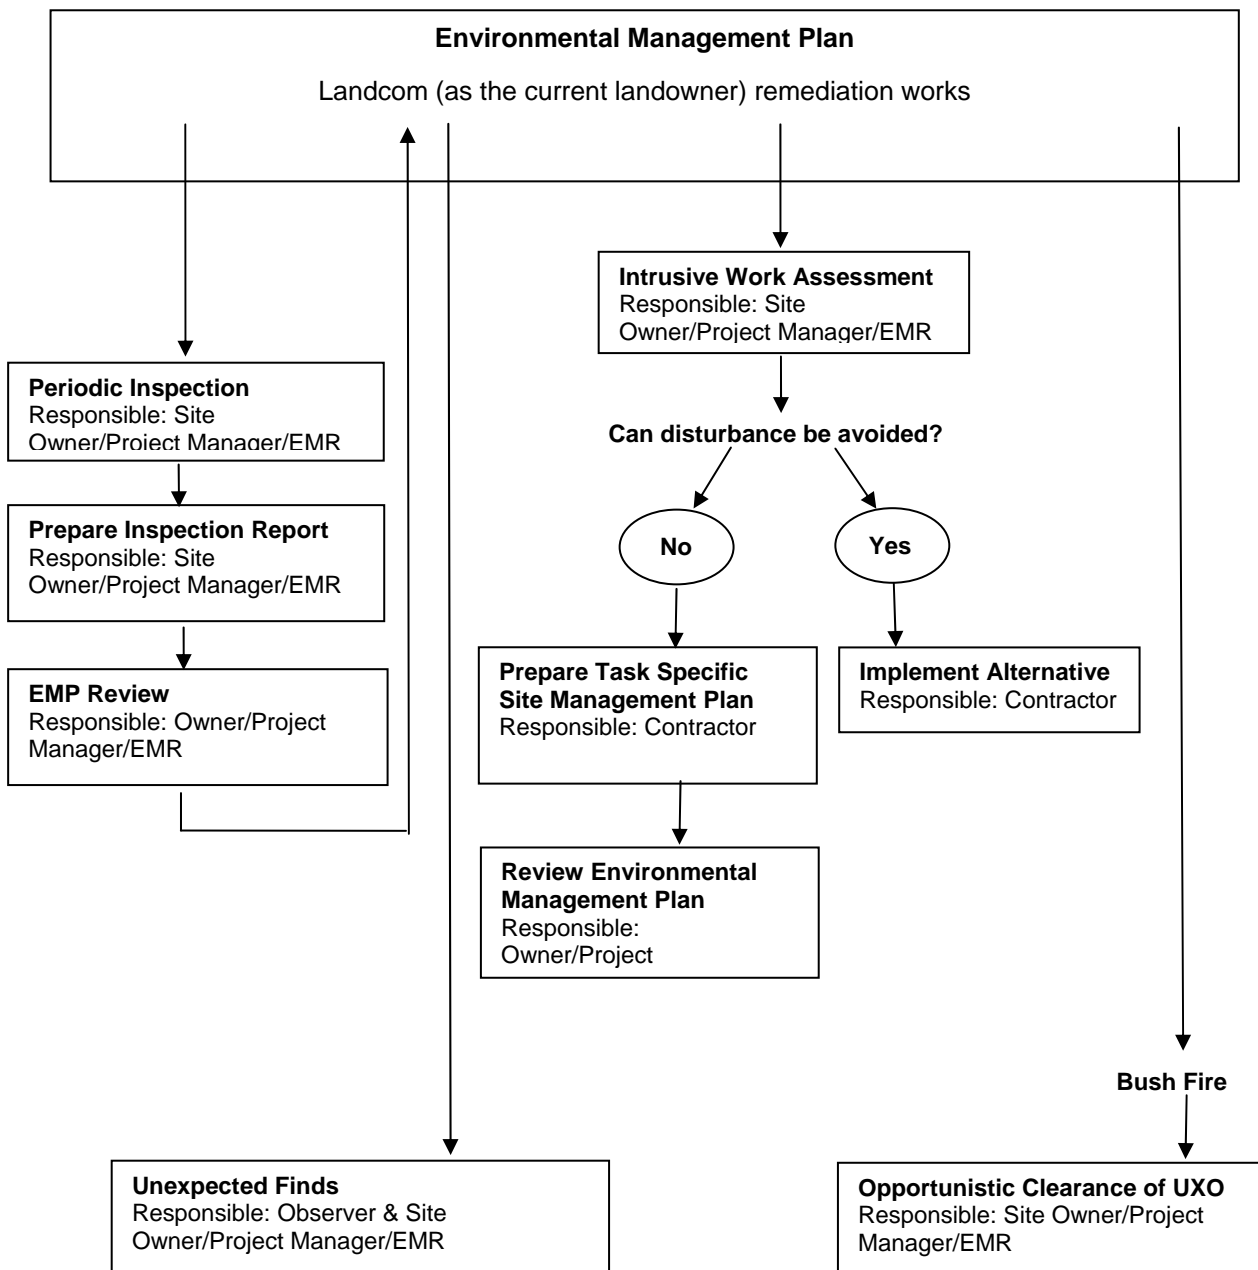 Environmental Management Plan
Landcom (as the current landowner) remediation works
Intrusive Work Assessment
Responsible: Site
Owner/Project Manager/EMR
Periodic Inspection
Responsible: Site
Owner/Project Manager/EMR
Can disturbance be avoided?
Prepare Inspection Report
Responsible: Site
Owner/Project Manager/EMR
No
Yes
EMP Review
Responsible: Owner/Project
Manager/EMR
Prepare Task Specific
Site Management Plan
Responsible: Contractor
Implement Alternative
Responsible: Contractor
Review Environmental
Management Plan
Responsible:
Owner/Project
Bush Fire
Unexpected Finds
Responsible: Observer & Site
Owner/Project Manager/EMR
Opportunistic Clearance of UXO
Responsible: Site Owner/Project
Manager/EMR